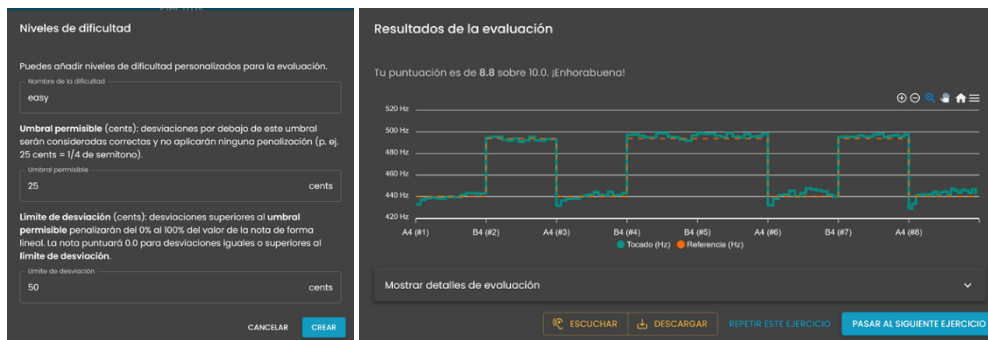 Niveles de dificultad
Puedes añadir niveles de dificultad personalizados para la evaluación.
Nombre de la dificultad
easy
Umbral permisible (cents): desviaciones por debajo de este umbral
serán consideradas correctas y no aplicarán ninguna penalización (p. ej.
25 cents = 1/4 de semitono).
Umbral permisible
25 cents
Límite de desviación (cents): desviaciones superiores al umbral
permisible penalizarán del 0% al 100% del valor de la nota de forma
lineal. La nota puntuará 0.0 para desviaciones iguales o superiores al
límite de desviación.
Límite de desviación
50 cents
CANCELAR CREAR
Resultados de la evaluación
Tu puntuación es de 8.8 sobre 10.0. ¡Enhorabuena!
520 Hz
500 Hz
480 Hz
460 Hz
440 Hz
420 Hz
A4 (#1) B4 (#2) A4 (#3) B4 (#4) B4 (#5) A4 (#6) B4 (#7) A4 (#8)
Tocado (Hz) Referencia (Hz)
Mostrar detalles de evaluación
ESCUCHAR DESCARGAR REPETIR ESTE EJERCICIO PASAR AL SIGUIENTE EJERCICIO